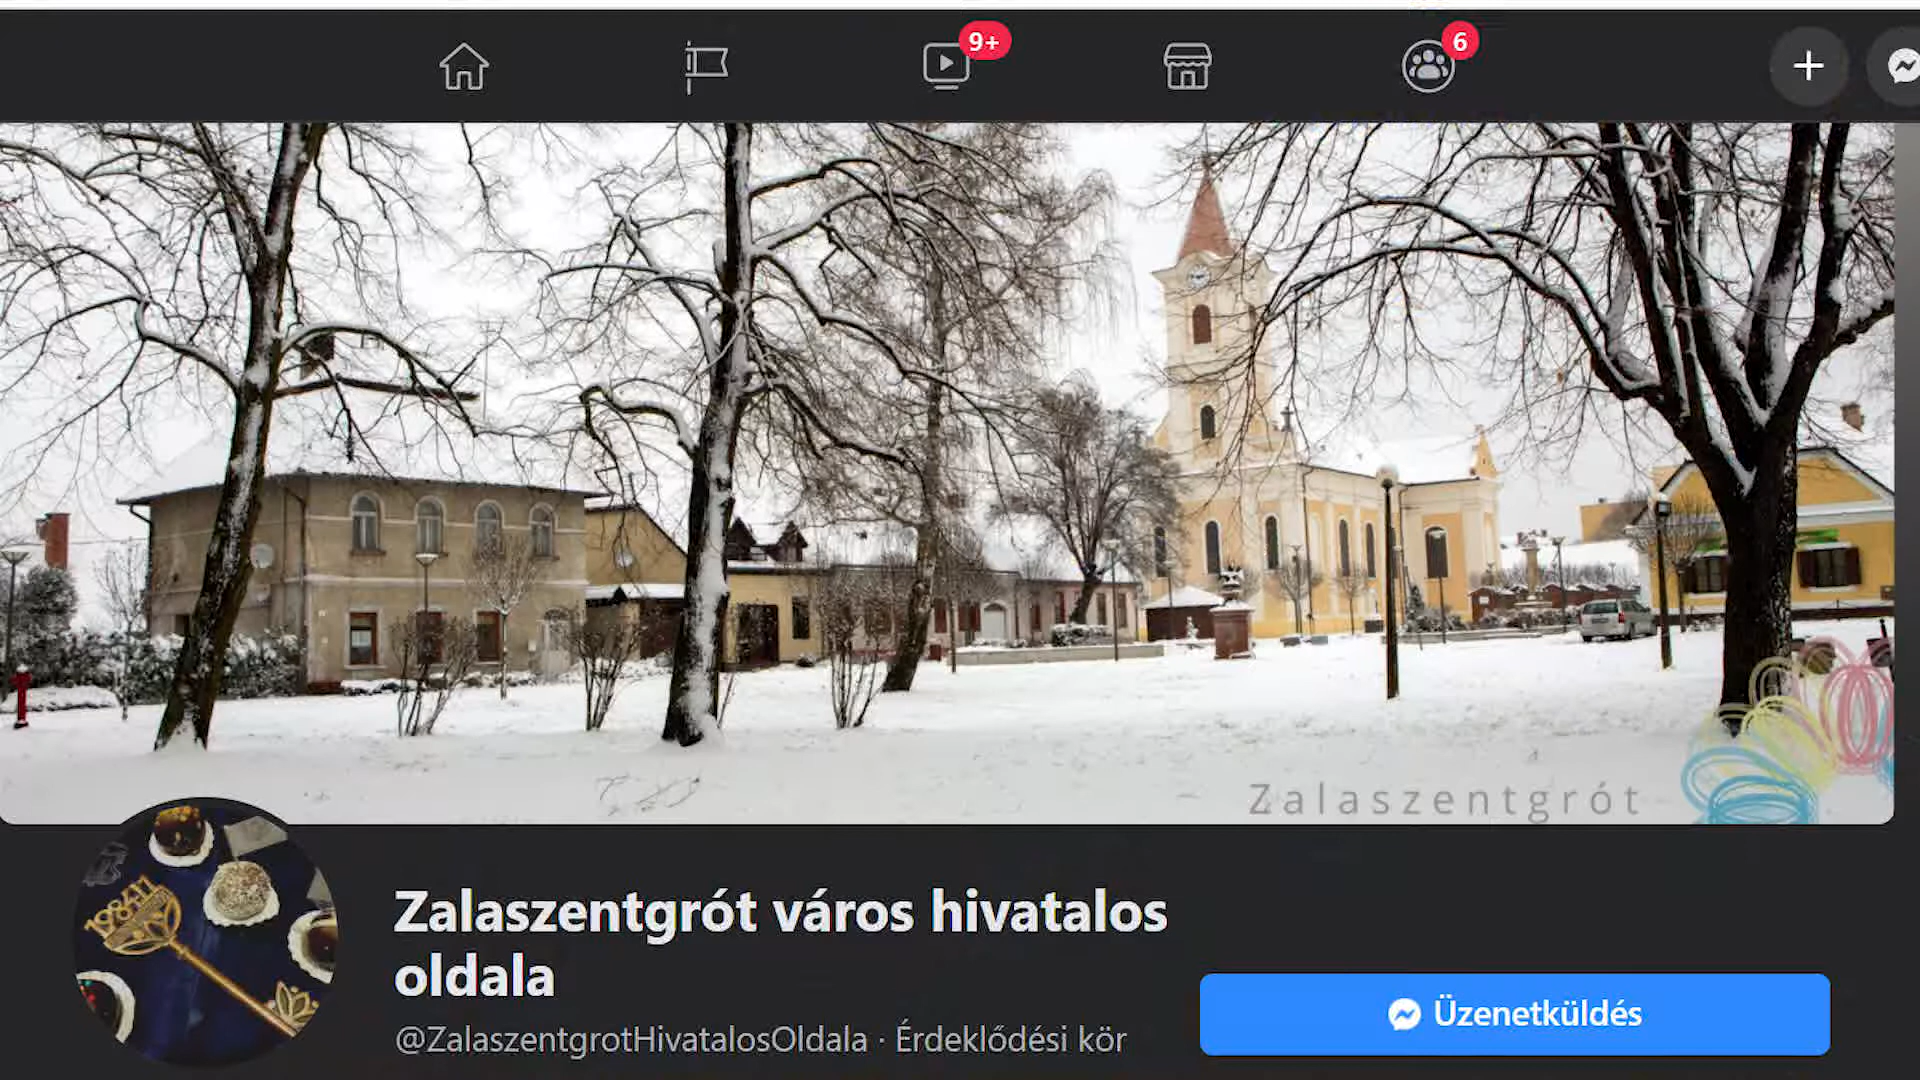 9+
6
Zalaszentgrót
1984
Zalaszentgrót város hivatalos
oldala
@ZalaszentgrotHivatalosOldala · Érdeklődési kör
Üzenetküldés